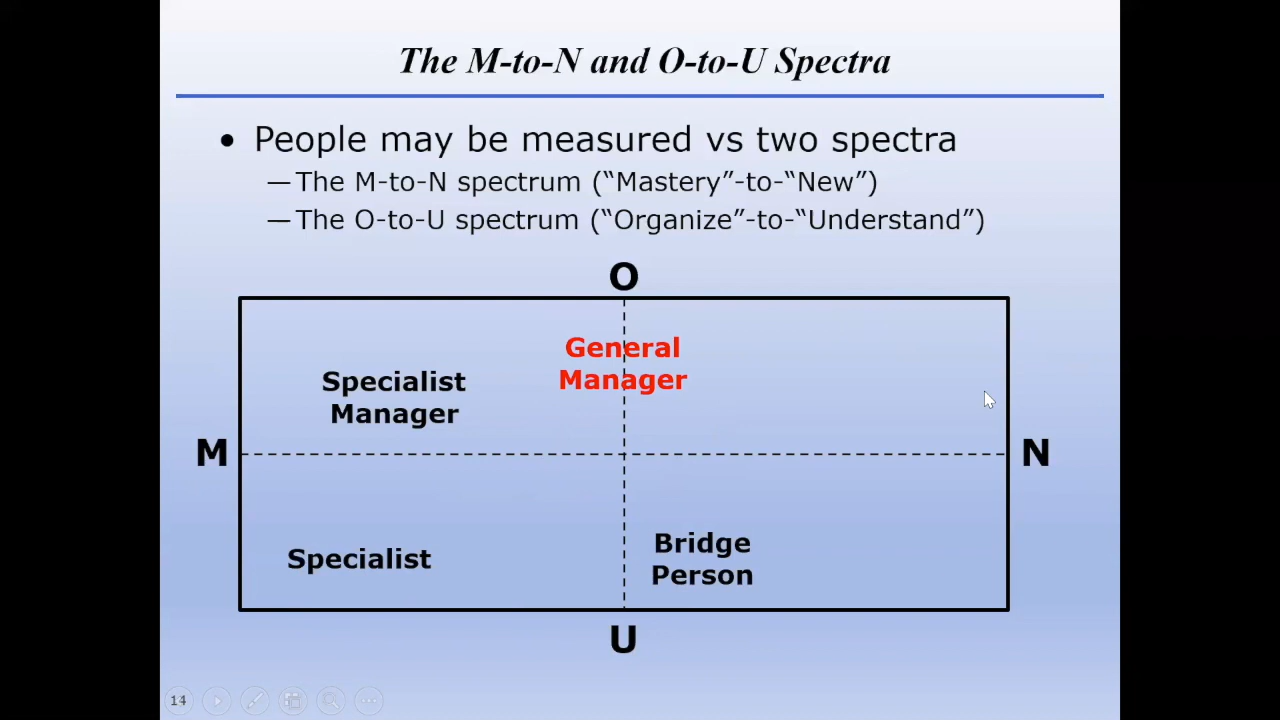 The M-to-N and O-to-U Spectra
• People may be measured vs two spectra
—The M-to-N spectrum (“Mastery”-to-“New”)
—The O-to-U spectrum (“Organize”-to-“Understand”)
O
General
Manager
Specialist
Manager
M
N
Specialist
Bridge
Person
U
14